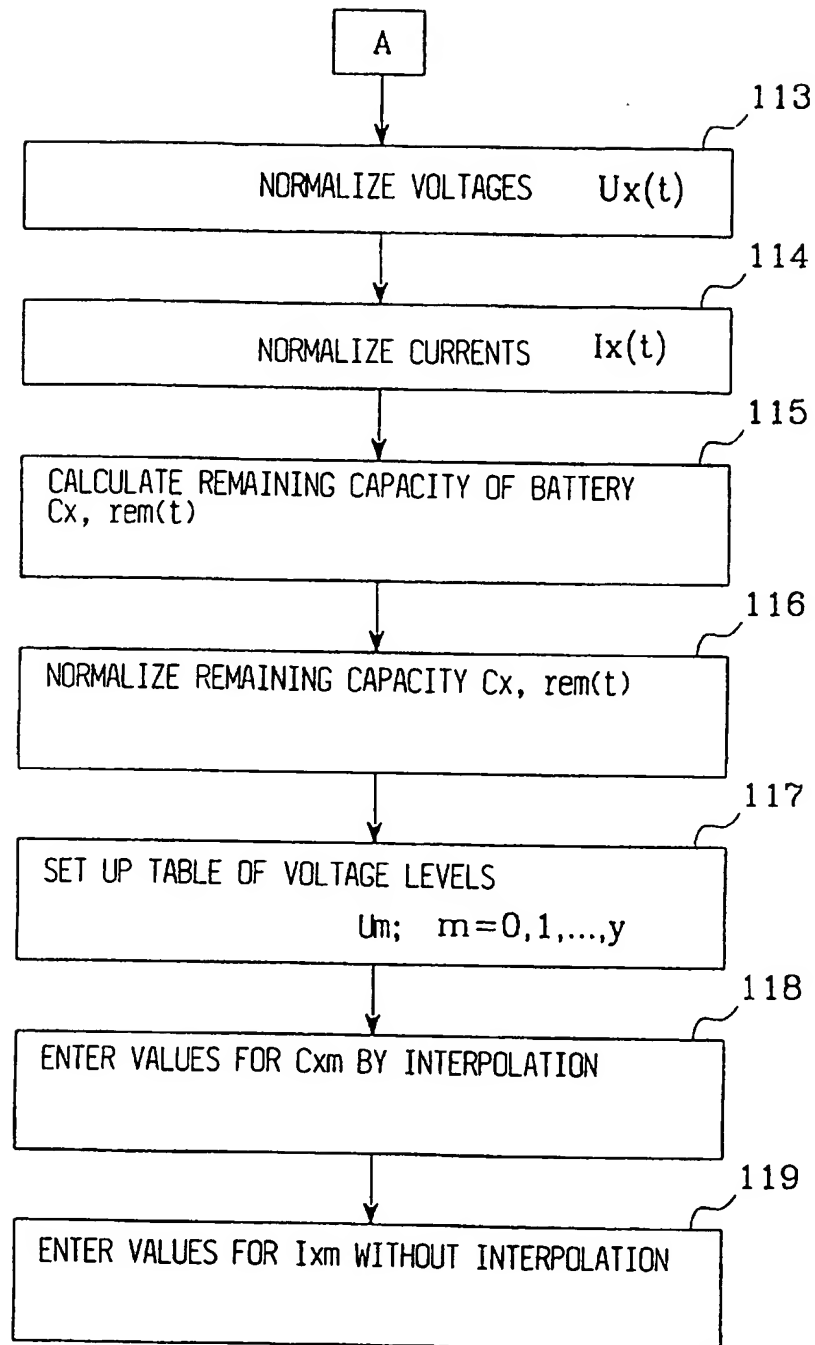 A
113
NORMALIZE VOLTAGES Ux(t)
114
NORMALIZE CURRENTS Ix(t)
115
CALCULATE REMAINING CAPACITY OF BATTERY
Cx, rem(t)
116
NORMALIZE REMAINING CAPACITY Cx, rem(t)
117
SET UP TABLE OF VOLTAGE LEVELS
Um; m=0,1,...,y
118
ENTER VALUES FOR Cxm BY INTERPOLATION
119
ENTER VALUES FOR Ixm WITHOUT INTERPOLATION